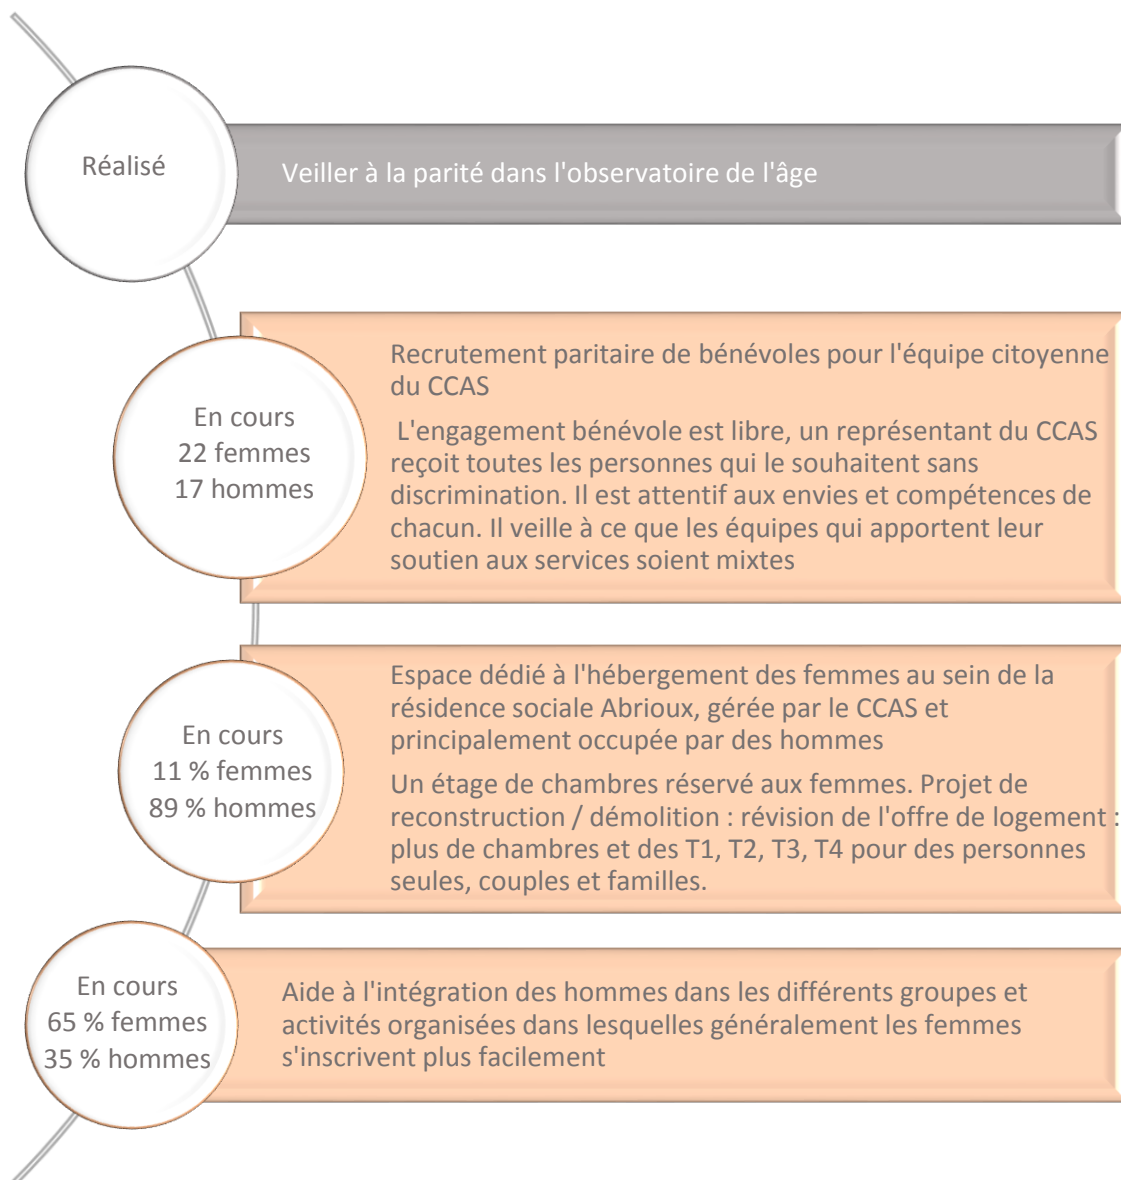 Réalisé
Veiller à la parité dans l'observatoire de l'âge
En cours
22 femmes
17 hommes
Recrutement paritaire de bénévoles pour l'équipe citoyenne
du CCAS
L'engagement bénévole est libre, un représentant du CCAS
reçoit toutes les personnes qui le souhaitent sans
discrimination. Il est attentif aux envies et compétences de
chacun. Il veille à ce que les équipes qui apportent leur
soutien aux services soient mixtes
En cours
11 % femmes
89 % hommes
Espace dédié à l'hébergement des femmes au sein de la
résidence sociale Abrioux, gérée par le CCAS et
principalement occupée par des hommes
Un étage de chambres réservé aux femmes. Projet de
reconstruction / démolition : révision de l'offre de logement :
plus de chambres et des T1, T2, T3, T4 pour des personnes
seules, couples et familles.
En cours
65 % femmes
35 % hommes
Aide à l'intégration des hommes dans les différents groupes et
activités organisées dans lesquelles généralement les femmes
s'inscrivent plus facilement